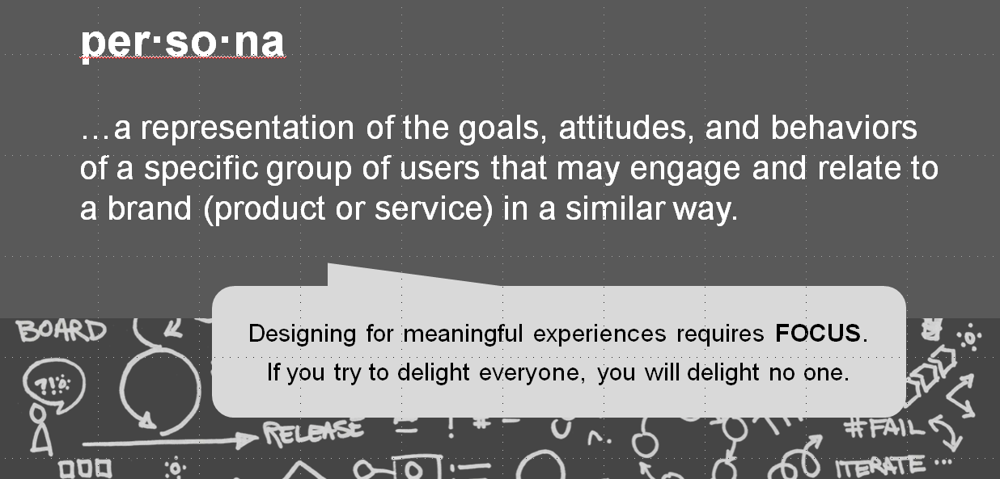 per·so·na
…a representation of the goals, attitudes, and behaviors
of a specific group of users that may engage and relate to
a brand (product or service) in a similar way.
Designing for meaningful experiences requires FOCUS.
If you try to delight everyone, you will delight no one.
BOARD
?!
RELEASE
! # –
#FAIL
ITERATE ...